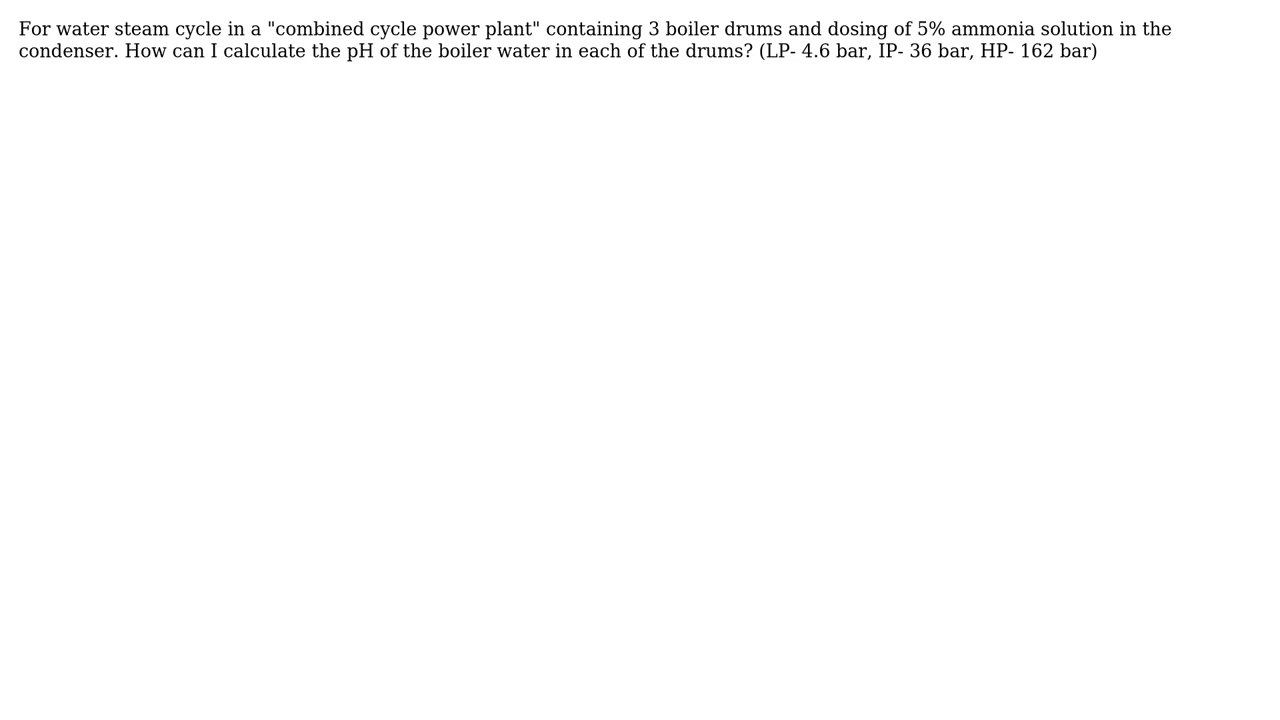 For water steam cycle in a "combined cycle power plant" containing 3 boiler drums and dosing of 5% ammonia solution in the
condenser. How can I calculate the pH of the boiler water in each of the drums? (LP- 4.6 bar, IP- 36 bar, HP- 162 bar)